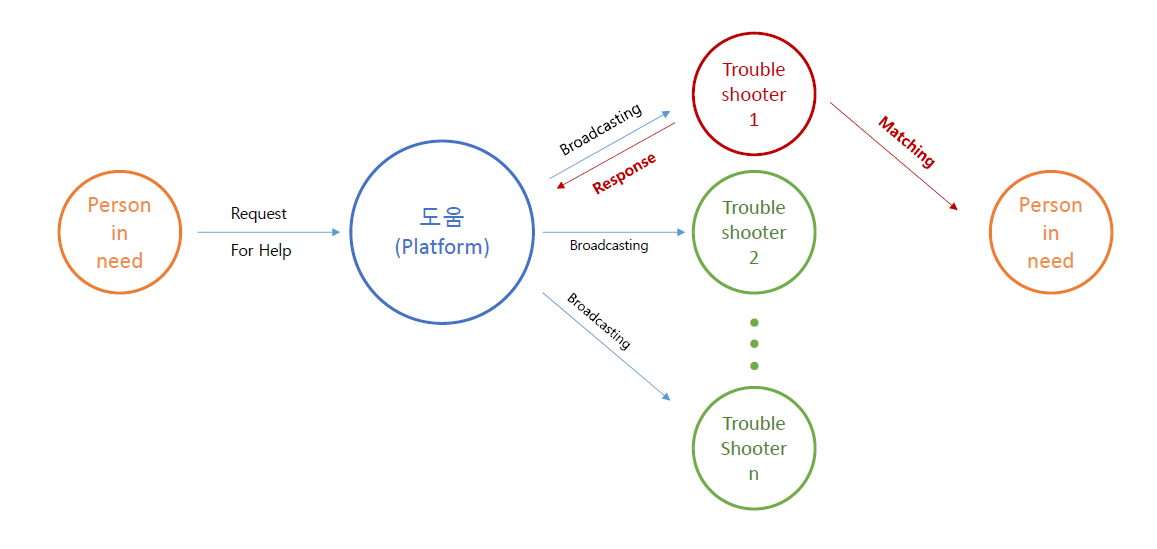 Person
in
need
Request
For Help
도움
(Platform)
Broadcasting
Response
Broadcasting
Broadcasting
Trouble
shooter
1
Trouble
shooter
2
Trouble
Shooter
n
Matching
Person
in
need